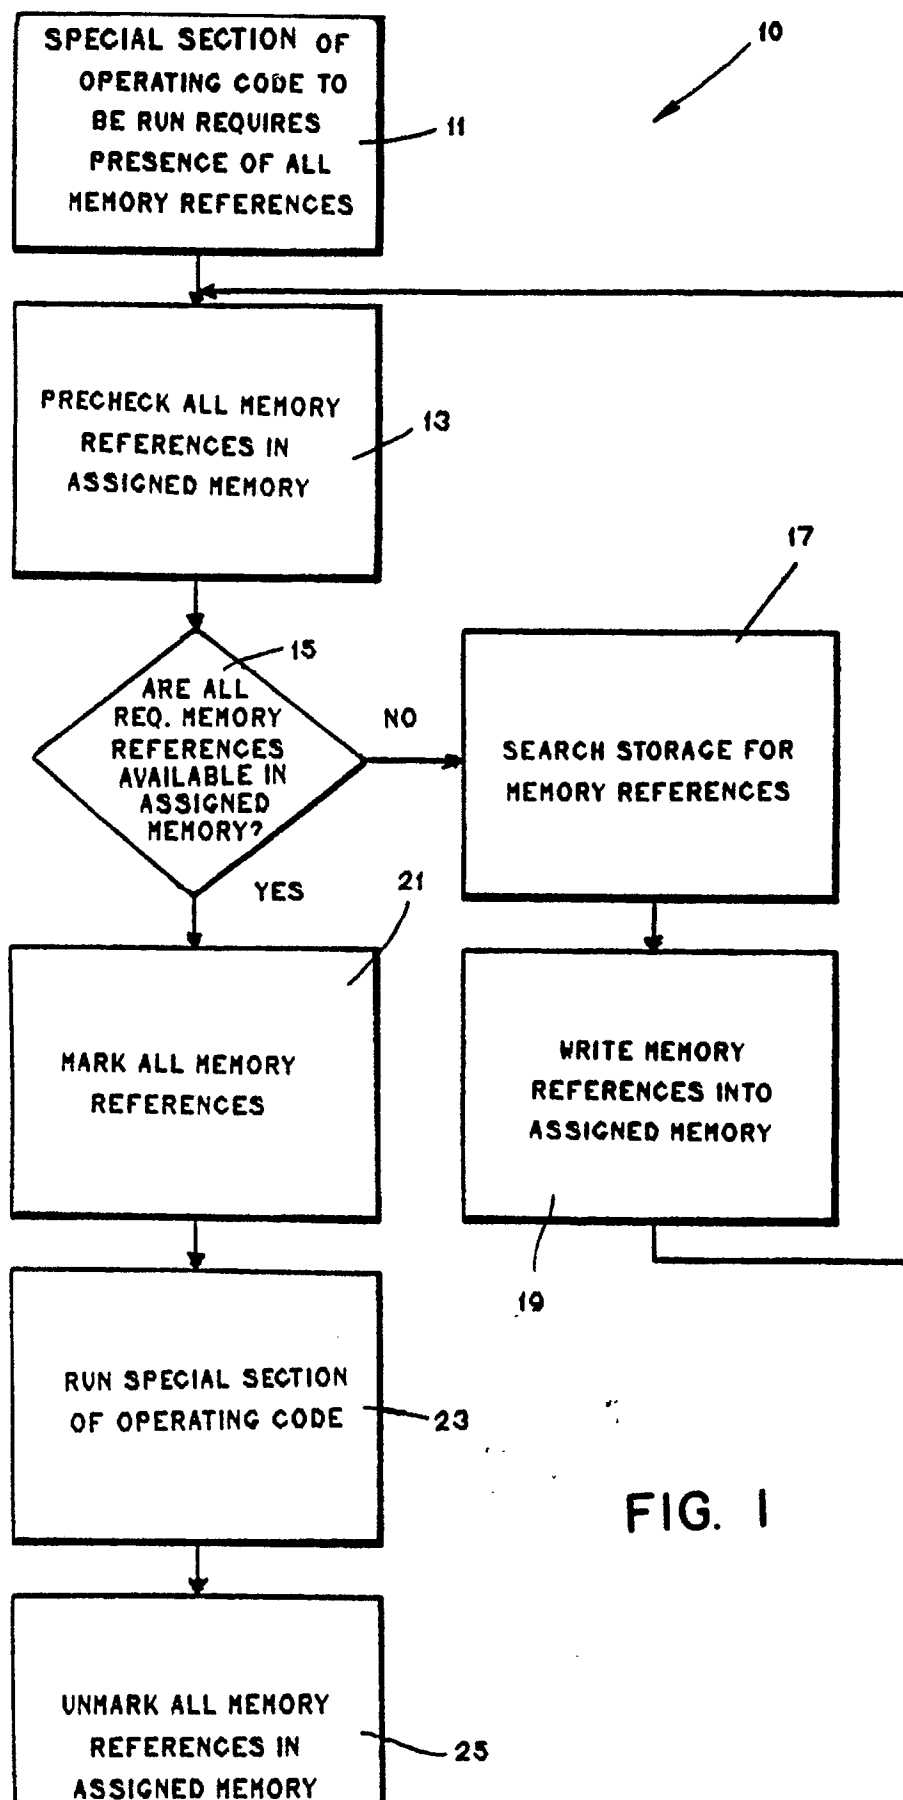 SPECIAL SECTION OF
OPERATING CODE TO
BE RUN REQUIRES
PRESENCE OF ALL
MEMORY REFERENCES
10
11
PRECHECK ALL MEMORY
REFERENCES IN
ASSIGNED MEMORY
13
15
ARE ALL
REQ. MEMORY
REFERENCES
AVAILABLE IN
ASSIGNED
MEMORY?
NO
YES
17
SEARCH STORAGE FOR
MEMORY REFERENCES
21
MARK ALL MEMORY
REFERENCES
WRITE MEMORY
REFERENCES INTO
ASSIGNED MEMORY
19
RUN SPECIAL SECTION
OF OPERATING CODE
23
FIG. 1
UNMARK ALL MEMORY
REFERENCES IN
ASSIGNED MEMORY
25